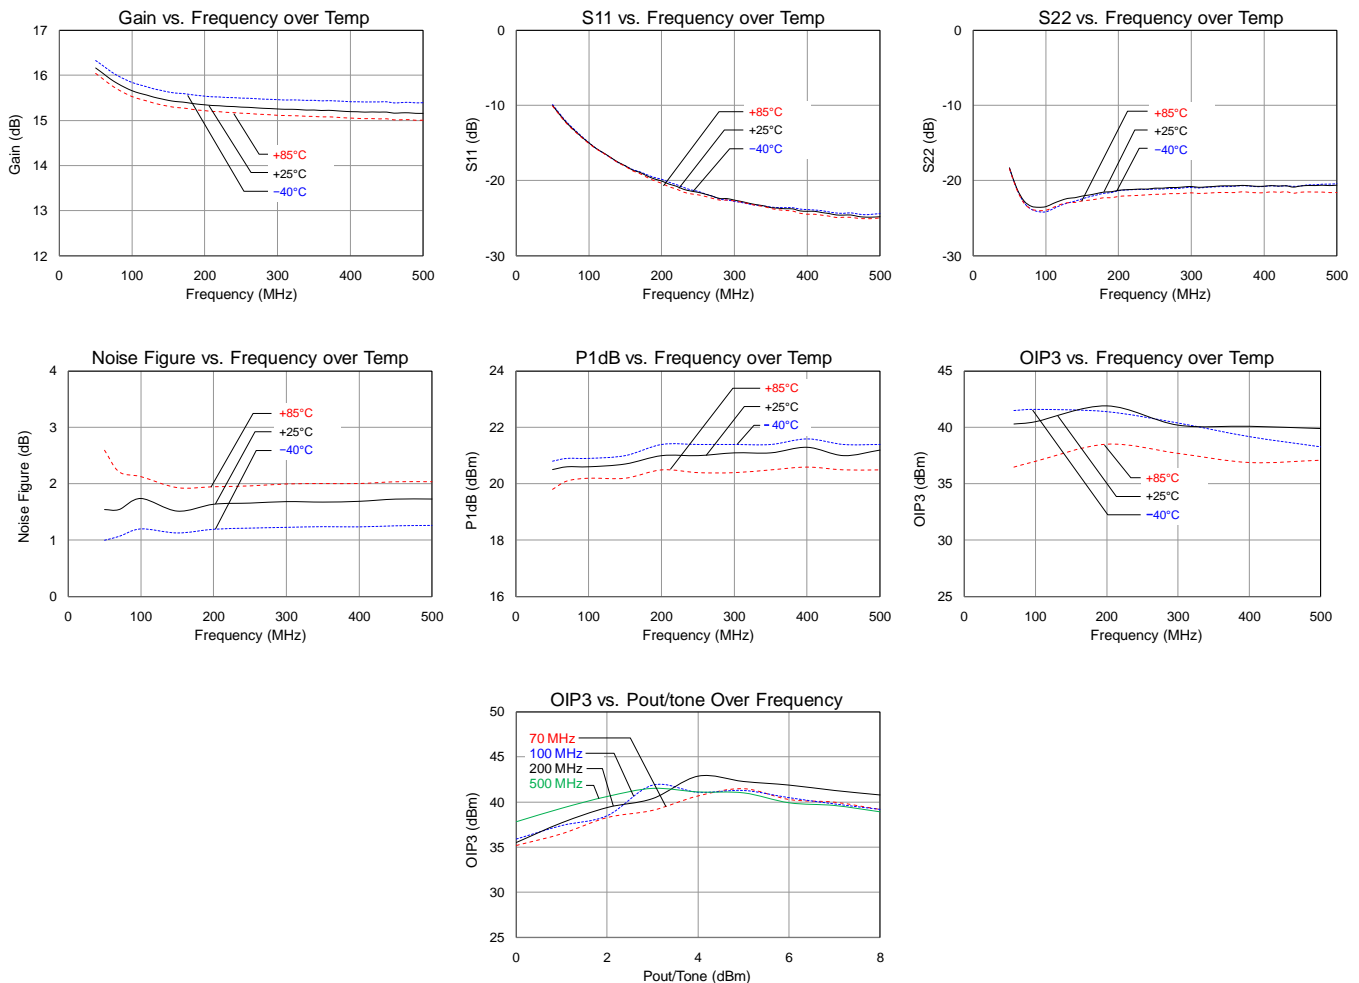 Gain vs. Frequency over Temp
17
16
15
14
13
12
Gain (dB)
+85°C
+25°C
−40°C
0 100 200 300 400 500
Frequency (MHz)
S11 vs. Frequency over Temp
0
-10
-20
-30
S11 (dB)
+85°C
+25°C
−40°C
0 100 200 300 400 500
Frequency (MHz)
S22 vs. Frequency over Temp
0
-10
-20
-30
S22 (dB)
+85°C
+25°C
−40°C
0 100 200 300 400 500
Frequency (MHz)
Noise Figure vs. Frequency over Temp
4
3
2
1
0
Noise Figure (dB)
+85°C
+25°C
−40°C
0 100 200 300 400 500
Frequency (MHz)
P1dB vs. Frequency over Temp
24
22
20
18
16
P1dB (dBm)
+85°C
+25°C
−40°C
0 100 200 300 400 500
Frequency (MHz)
OIP3 vs. Frequency over Temp
45
40
35
30
25
OIP3 (dBm)
+85°C
+25°C
−40°C
0 100 200 300 400 500
Frequency (MHz)
OIP3 vs. Pout/tone Over Frequency
50
45
40
35
30
25
OIP3 (dBm)
70 MHz
100 MHz
200 MHz
500 MHz
0 2 4 6 8
Pout/Tone (dBm)